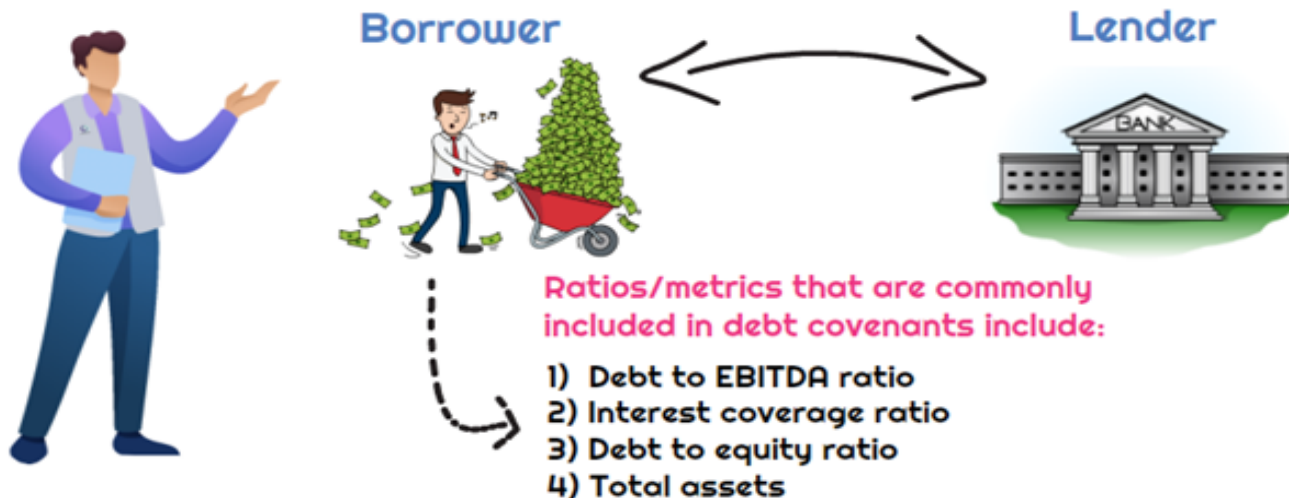 Borrower
Lender
BANK
Ratios/metrics that are commonly
included in debt covenants include:
1) Debt to EBITDA ratio
2) Interest coverage ratio
3) Debt to equity ratio
4) Total assets